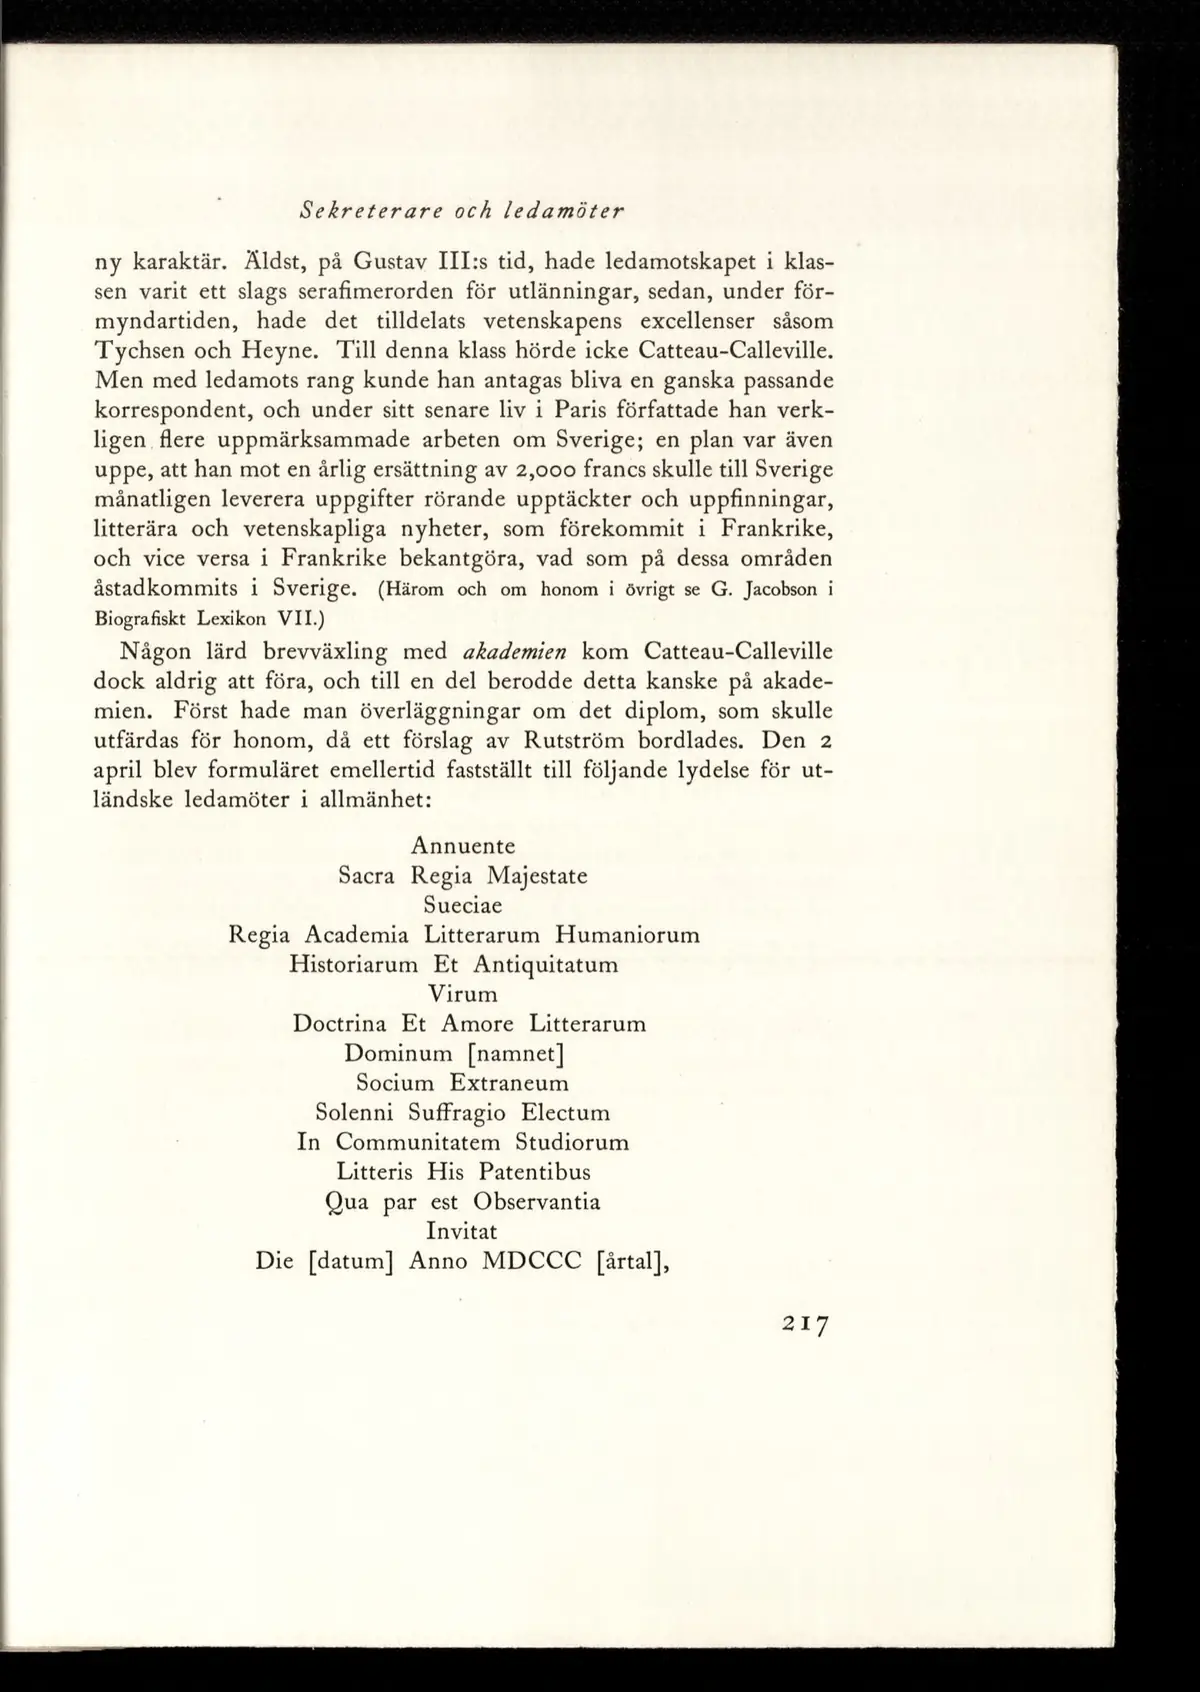 Sekreterare och ledamöter
ny karaktär. Äldst, på Gustav III:s tid, hade ledamotskapet i klas-
sen varit ett slags serafimerorden för utlänningar, sedan, under för-
myndartiden, hade det tilldelats vetenskapens excellenser såsom
Tychsen och Heyne. Till denna klass hörde icke Catteau-Calleville.
Men med ledamots rang kunde han antagas bliva en ganska passande
korrespondent, och under sitt senare liv i Paris författade han verk-
ligen flere uppmärksammade arbeten om Sverige; en plan var även
uppe, att han mot en årlig ersättning av 2,000 francs skulle till Sverige
månatligen leverera uppgifter rörande upptäckter och uppfinningar,
litterära och vetenskapliga nyheter, som förekommit i Frankrike,
och vice versa i Frankrike bekantgöra, vad som på dessa områden
åstadkommits i Sverige. (Härom och om honom i övrigt se G. Jacobson i
Biografiskt Lexikon VII.)
Någon lärd brevväxling med akademien kom Catteau-Calleville
dock aldrig att föra, och till en del berodde detta kanske på akade-
mien. Först hade man överläggningar om det diplom, som skulle
utfärdas för honom, då ett förslag av Rutström bordlades. Den 2
april blev formuläret emellertid fastställt till följande lydelse för ut-
ländske ledamöter i allmänhet:
Annuente
Sacra Regia Majestate
Sueciae
Regia Academia Litterarum Humaniorum
Historiarum Et Antiquitatum
Virum
Doctrina Et Amore Litterarum
Dominum [namnet]
Socium Extraneum
Solenni Suffragio Electum
In Communitatem Studiorum
Litteris His Patentibus
Qua par est Observantia
Invitat
Die [datum] Anno MDCCC [årtal],
217